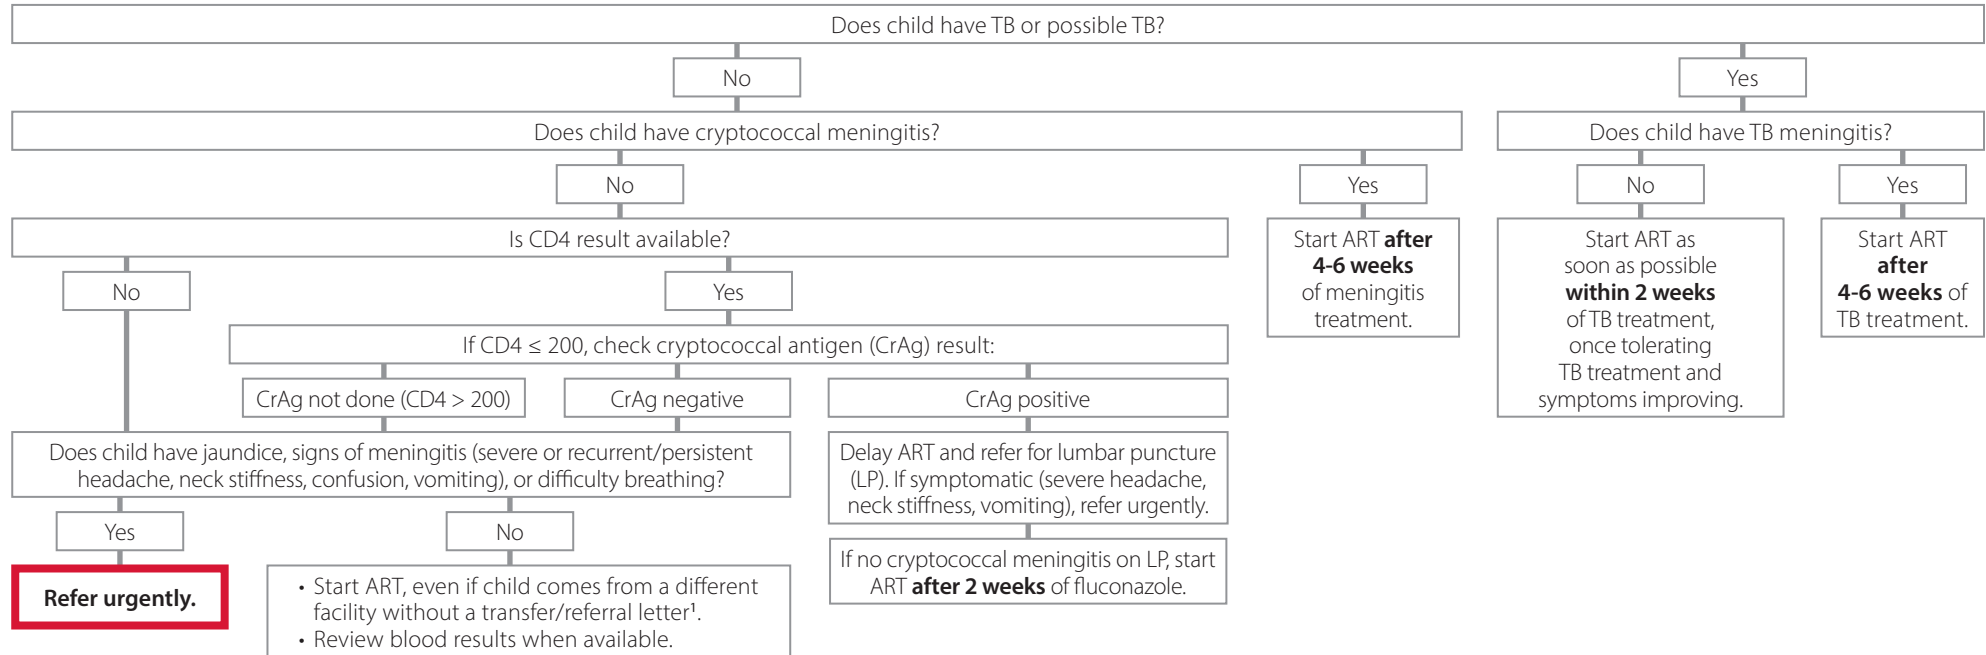 Does child have TB or possible TB?
No
Yes
Does child have cryptococcal meningitis?
Does child have TB meningitis?
No
Yes
No
Yes
Is CD4 result available?
Start ART after
4-6 weeks
of meningitis
treatment.
Start ART as
soon as possible
within 2 weeks
of TB treatment,
once tolerating
TB treatment and
symptoms improving.
Start ART
after
4-6 weeks of
TB treatment.
No
Yes
If CD4 ≤ 200, check cryptococcal antigen (CrAg) result:
CrAg not done (CD4 > 200)
CrAg negative
CrAg positive
Does child have jaundice, signs of meningitis (severe or recurrent/persistent
headache, neck stiffness, confusion, vomiting), or difficulty breathing?
Delay ART and refer for lumbar puncture
(LP). If symptomatic (severe headache,
neck stiffness, vomiting), refer urgently.
Yes
No
If no cryptococcal meningitis on LP, start
ART after 2 weeks of fluconazole.
Refer urgently.
• Start ART, even if child comes from a different
facility without a transfer/referral letter¹.
• Review blood results when available.